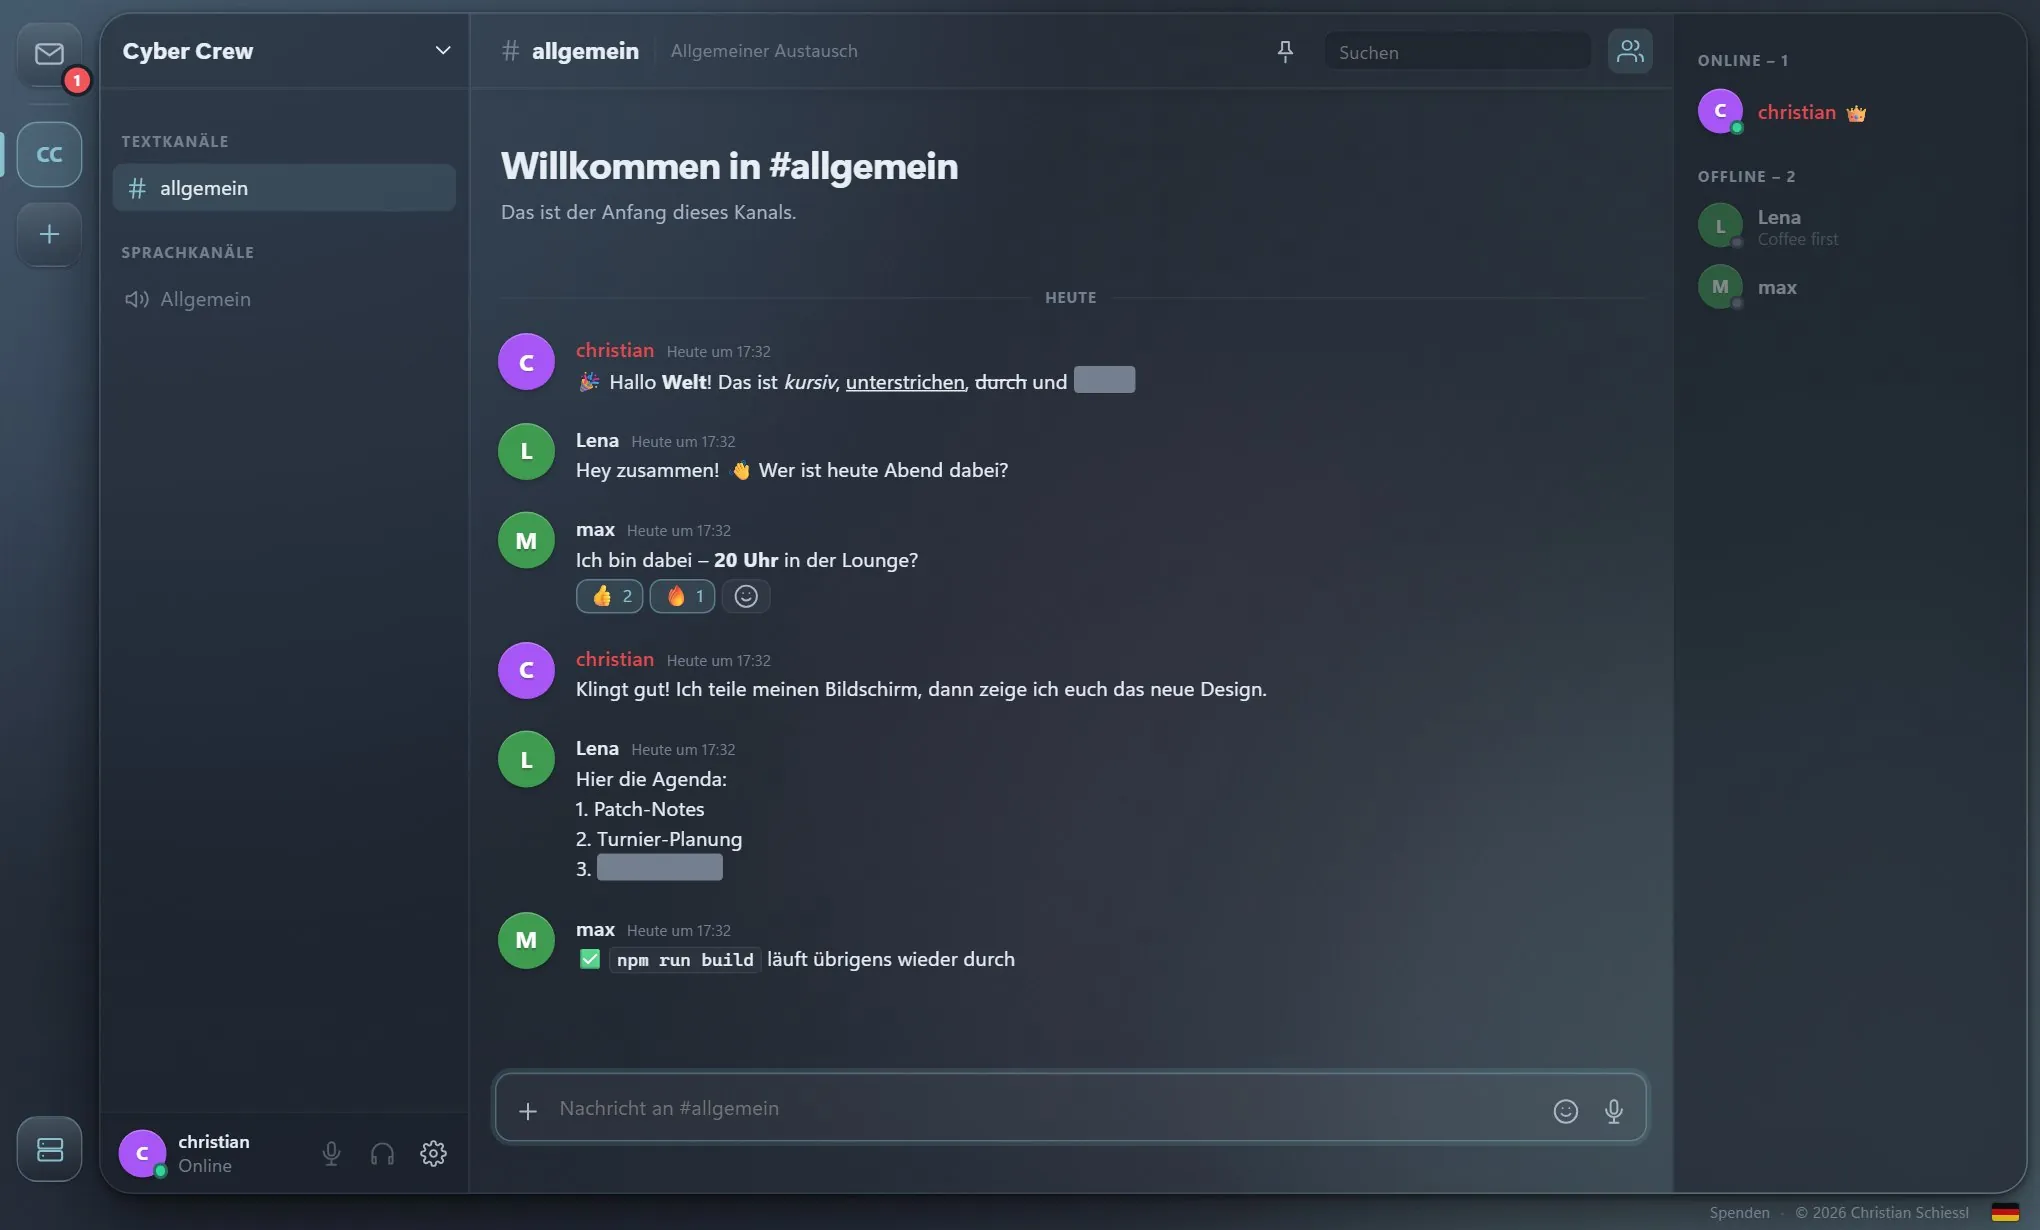 1
CC
Cyber Crew
TEXTKANÄLE
# allgemein
SPRACHKANÄLE
Allgemein
C christian
Online
# allgemein Allgemeiner Austausch
Suchen
Willkommen in #allgemein
Das ist der Anfang dieses Kanals.
HEUTE
C christian Heute um 17:32
🎉 Hallo Welt! Das ist kursiv, unterstrichen, durch und
L Lena Heute um 17:32
Hey zusammen! 👋 Wer ist heute Abend dabei?
M max Heute um 17:32
Ich bin dabei – 20 Uhr in der Lounge?
👍 2 🔥 1
C christian Heute um 17:32
Klingt gut! Ich teile meinen Bildschirm, dann zeige ich euch das neue Design.
L Lena Heute um 17:32
Hier die Agenda:
1. Patch-Notes
2. Turnier-Planung
3.
M max Heute um 17:32
✅ npm run build läuft übrigens wieder durch
Nachricht an #allgemein
ONLINE – 1
C christian 👑
OFFLINE – 2
L Lena
Coffee first
M max
Spenden · © 2026 Christian Schiessl